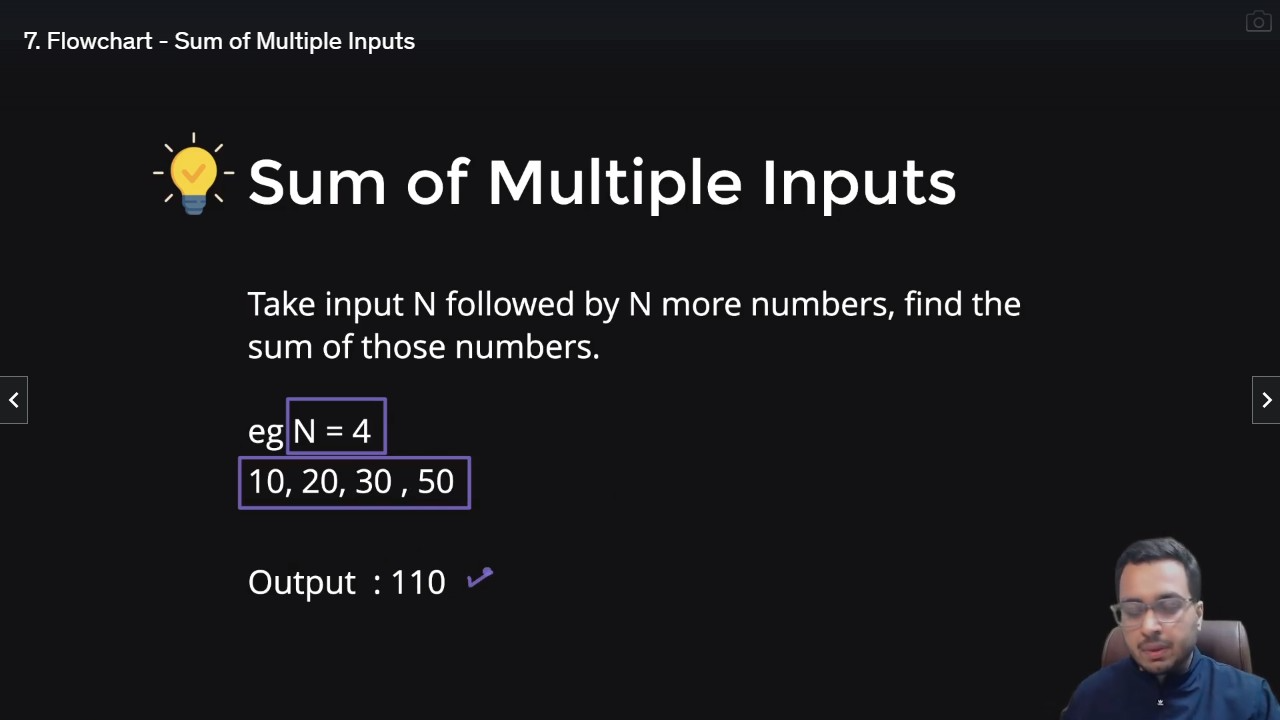 7. Flowchart - Sum of Multiple Inputs
Sum of Multiple Inputs
Take input N followed by N more numbers, find the
sum of those numbers.
eg N = 4
10, 20, 30 , 50
Output : 110